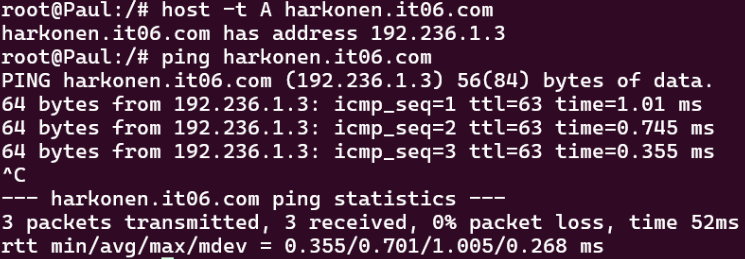 root@Paul:/# host -t A harkonen.it06.com
harkonen.it06.com has address 192.236.1.3
root@Paul:/# ping harkonen.it06.com
PING harkonen.it06.com (192.236.1.3) 56(84) bytes of data.
64 bytes from 192.236.1.3: icmp_seq=1 ttl=63 time=1.01 ms
64 bytes from 192.236.1.3: icmp_seq=2 ttl=63 time=0.745 ms
64 bytes from 192.236.1.3: icmp_seq=3 ttl=63 time=0.355 ms
^C
--- harkonen.it06.com ping statistics ---
3 packets transmitted, 3 received, 0% packet loss, time 52ms
rtt min/avg/max/mdev = 0.355/0.701/1.005/0.268 ms